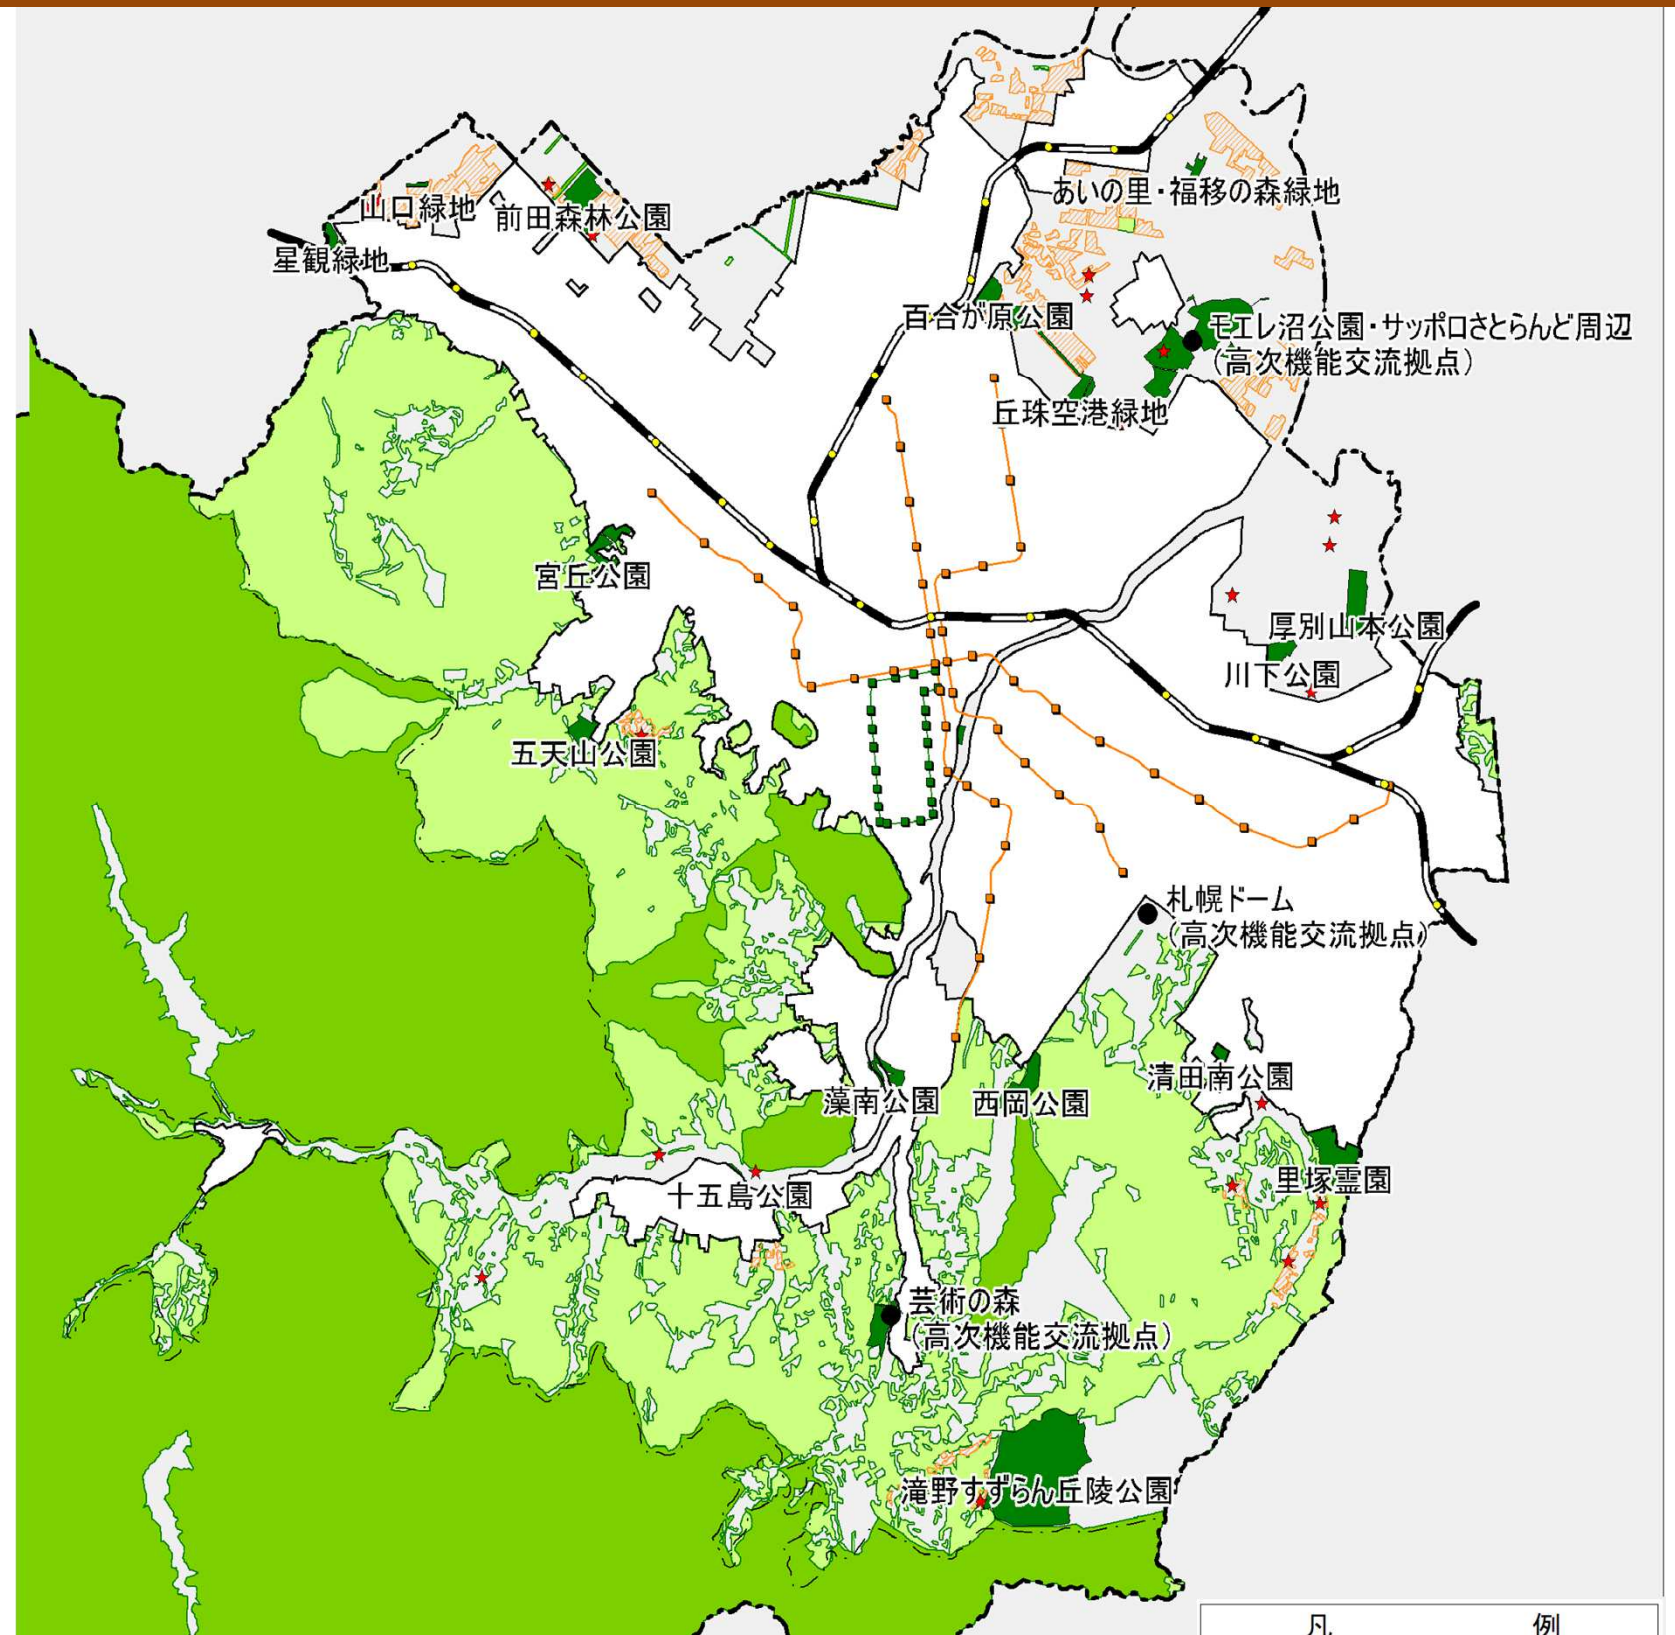 あいの里・福移の森緑地
山口緑地
前田森林公園
星観緑地
百合が原公園
モエレ沼公園・サッポロさとらんど周辺
(高次機能交流拠点)
丘珠空港緑地
宮丘公園
厚別山本公園
川下公園
五天山公園
札幌ドーム
(高次機能交流拠点)
清田南公園
藻南公園
西岡公園
里塚霊園
十五島公園
芸術の森
(高次機能交流拠点)
滝野すずらん丘陵公園
凡 例